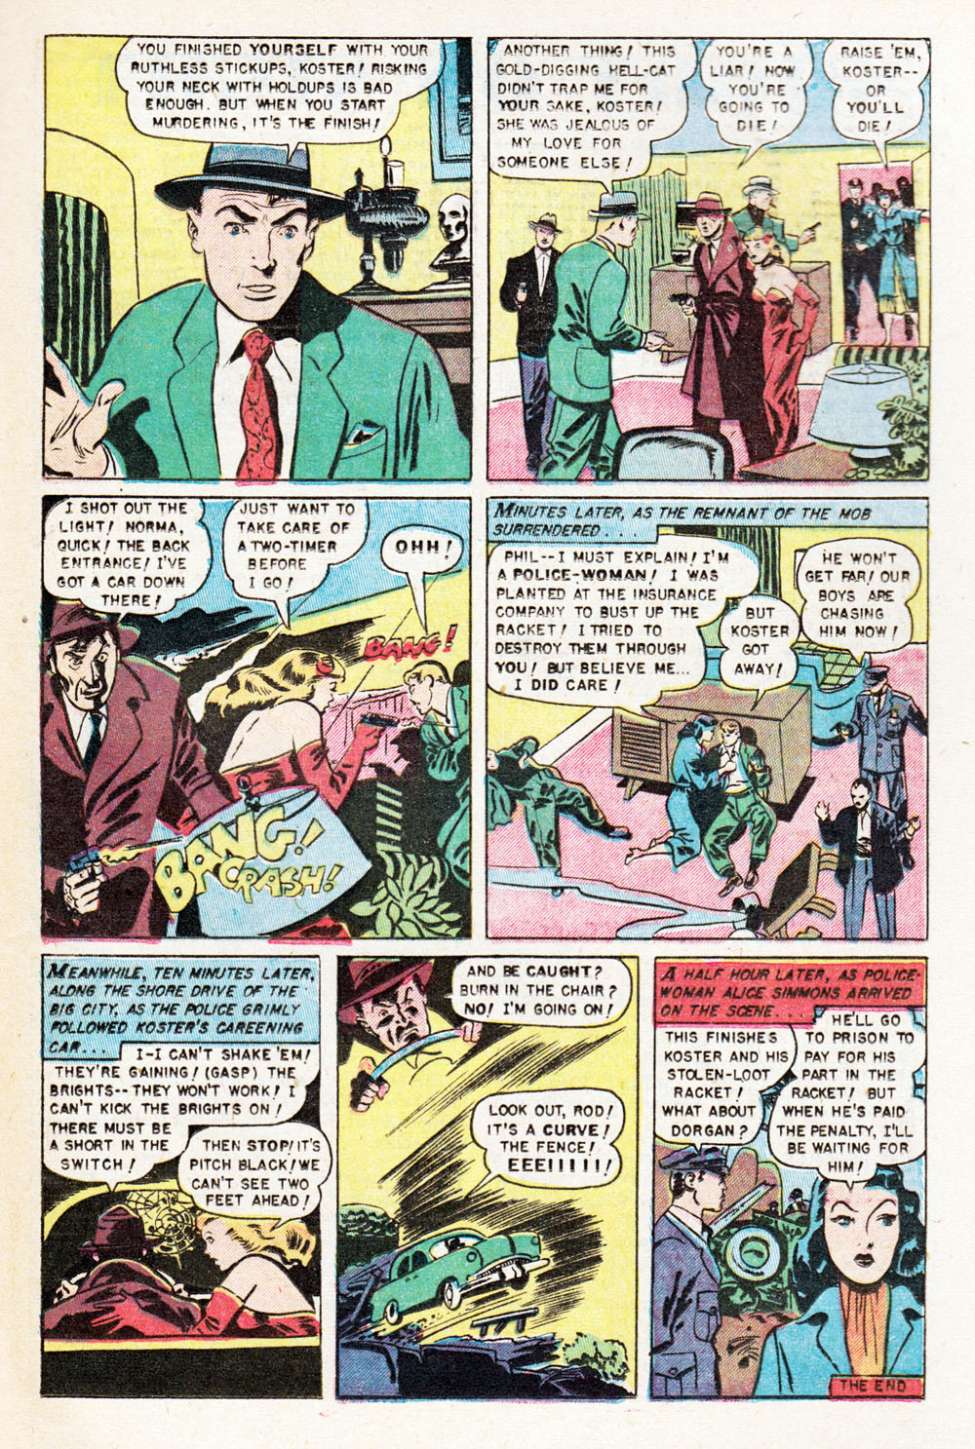 YOU FINISHED YOURSELF WITH YOUR
RUTHLESS STICKUPS, KOSTER! RISKING
YOUR NECK WITH HOLDUPS IS BAD
ENOUGH. BUT WHEN YOU START
MURDERING, IT'S THE FINISH!
ANOTHER THING! THIS
GOLD-DIGGING HELL-CAT
DIDN'T TRAP ME FOR
YOUR SAKE, KOSTER!
SHE WAS JEALOUS OF
MY LOVE FOR
SOMEONE ELSE!
YOU'RE A
LIAR! NOW
YOU'RE
GOING TO
DIE!
RAISE 'EM,
KOSTER--
OR
YOU'LL
DIE!
I SHOT OUT THE
LIGHT! NORMA,
QUICK! THE BACK
ENTRANCE! I'VE
GOT A CAR DOWN
THERE!
JUST WANT TO
TAKE CARE OF
A TWO-TIMER
BEFORE
I GO!
OHH!
BANG!
BANG!
CRASH!
MINUTES LATER, AS THE REMNANT OF THE MOB
SURRENDERED...
PHIL--I MUST EXPLAIN! I'M
A POLICE-WOMAN! I WAS
PLANTED AT THE INSURANCE
COMPANY TO BUST UP THE
RACKET! I TRIED TO
DESTROY THEM THROUGH
YOU! BUT BELIEVE ME...
I DID CARE!
BUT
KOSTER
GOT
AWAY!
HE WON'T
GET FAR! OUR
BOYS ARE
CHASING
HIM NOW!
MEANWHILE, TEN MINUTES LATER,
ALONG THE SHORE DRIVE OF THE
BIG CITY, AS THE POLICE GRIMLY
FOLLOWED KOSTER'S CAREENING
CAR...
I-I CAN'T SHAKE 'EM!
THEY'RE GAINING! (GASP) THE
BRIGHTS--THEY WON'T WORK! I
CAN'T KICK THE BRIGHTS ON!
THERE MUST BE
A SHORT IN THE
SWITCH!
THEN STOP! IT'S
PITCH BLACK! WE
CAN'T SEE TWO
FEET AHEAD!
AND BE CAUGHT?
BURN IN THE CHAIR?
NO! I'M GOING ON!
LOOK OUT, ROD!
IT'S A CURVE!
THE FENCE!
EEEIIIII!
A HALF HOUR LATER, AS POLICE-
WOMAN ALICE SIMMONS ARRIVED
ON THE SCENE...
THIS FINISHES
KOSTER AND HIS
STOLEN-LOOT
RACKET!
WHAT ABOUT
DORGAN?
HE'LL GO
TO PRISON TO
PAY FOR HIS
PART IN THE
RACKET! BUT
WHEN HE'S PAID
THE PENALTY, I'LL
BE WAITING FOR
HIM!
THE END